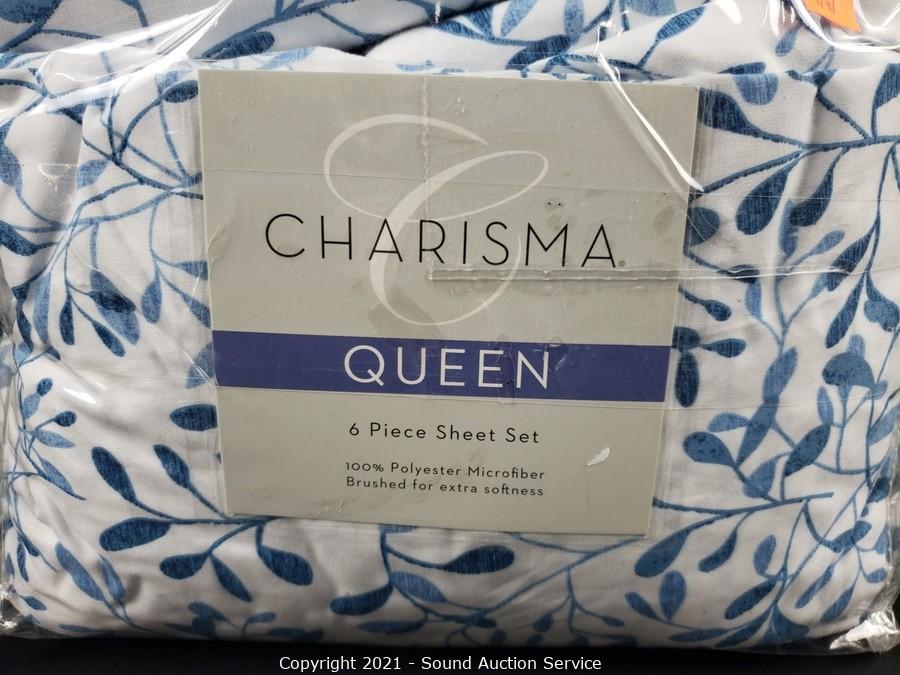 CHARISMA®
QUEEN
6 Piece Sheet Set
100% Polyester Microfiber
Brushed for extra softness
Copyright 2021 - Sound Auction Service